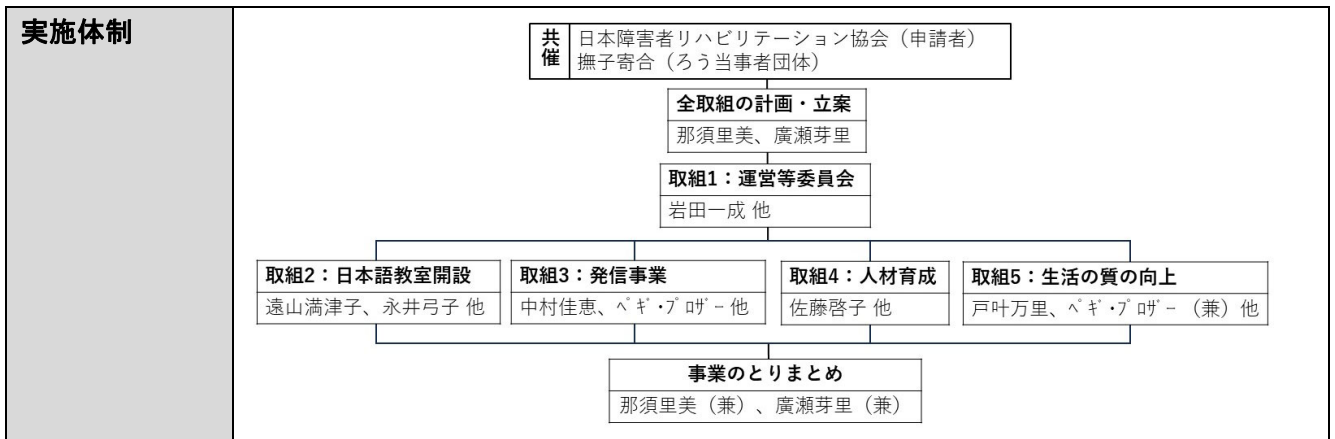 実施体制
共催
日本障害者リハビリテーション協会（申請者）
撫子寄合（ろう当事者団体）
全取組の計画・立案
那須里美、廣瀬芽里
取組1：運営等委員会
岩田一成 他
取組2：日本語教室開設
遠山満津子、永井弓子 他
取組3：発信事業
中村佳恵、ﾍﾟｷﾞ・ﾌﾟﾛｻﾞｰ 他
取組4：人材育成
佐藤啓子 他
取組5：生活の質の向上
戸叶万里、ﾍﾟｷﾞ・ﾌﾟﾛｻﾞｰ（兼）他
事業のとりまとめ
那須里美（兼）、廣瀬芽里（兼）